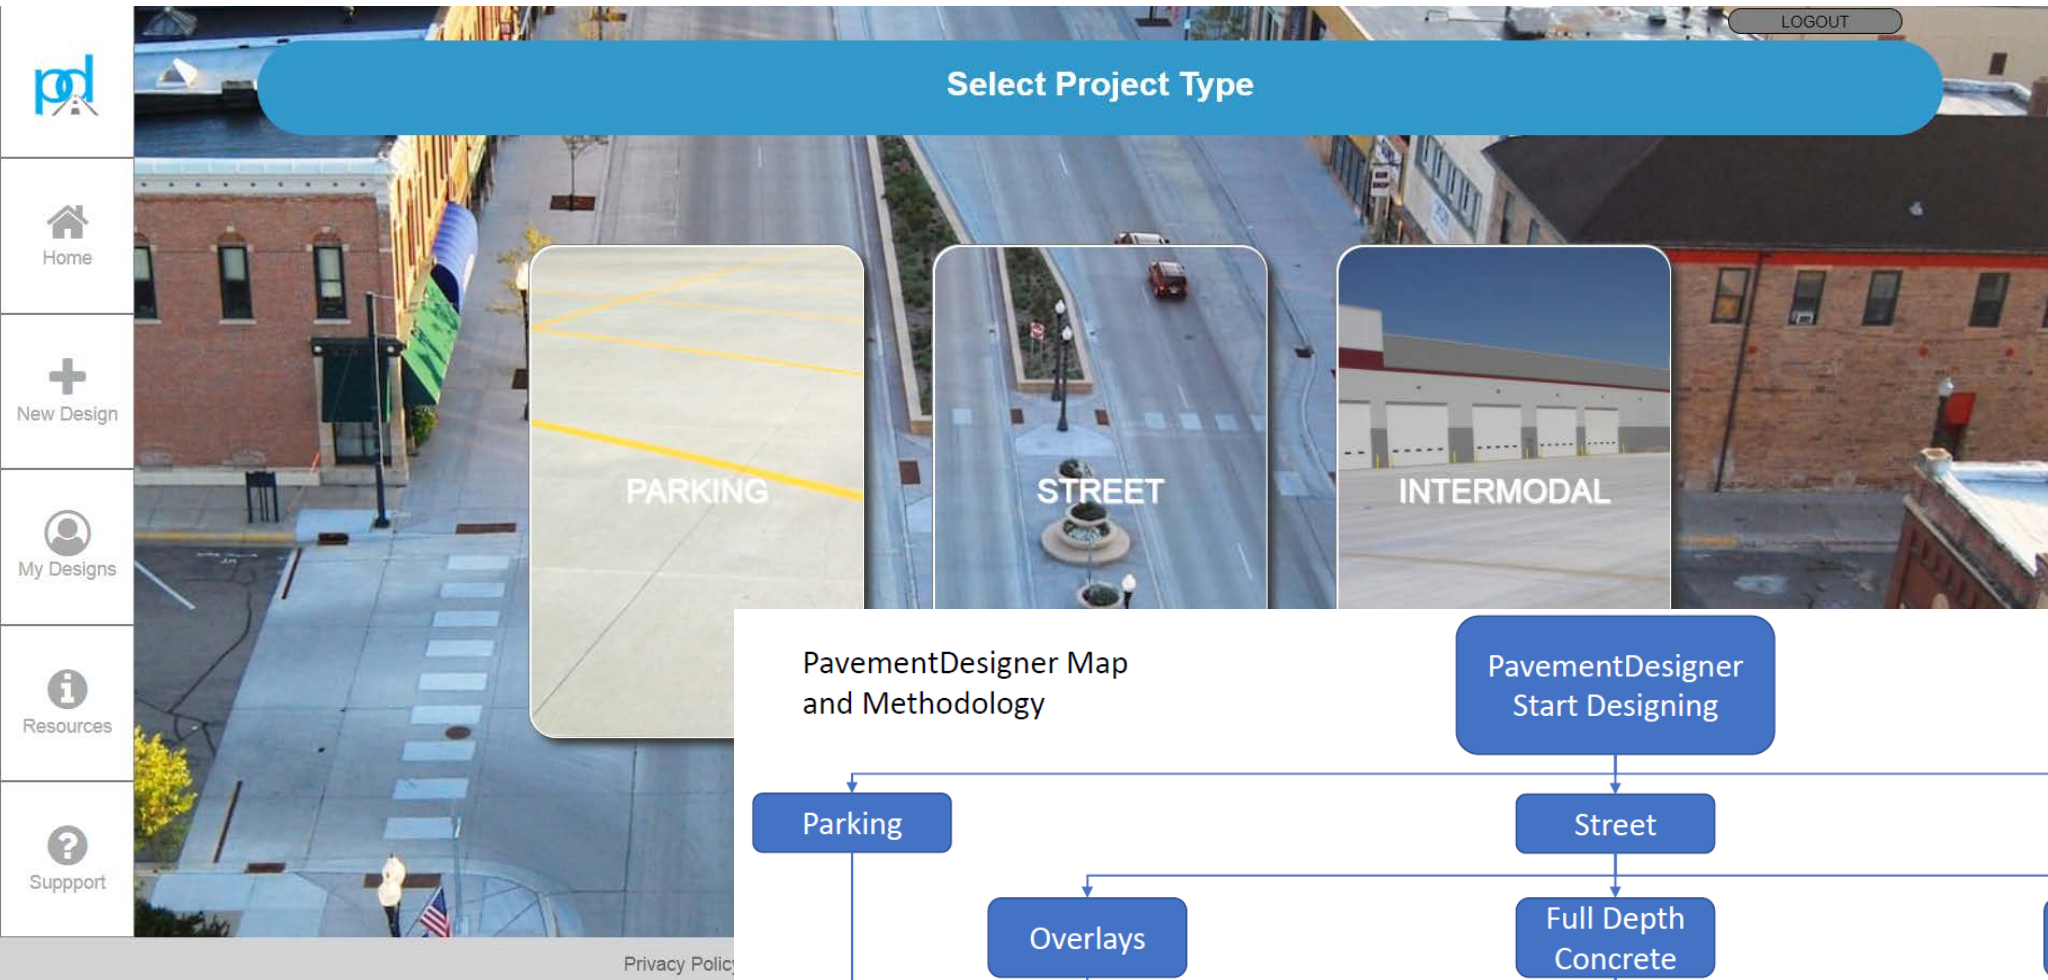 LOGOUT
pd
Select Project Type
Home
New Design
My Designs
Resources
Suppport
PARKING
STREET
INTERMODAL
PavementDesigner Map
and Methodology
PavementDesigner
Start Designing
Parking
Street
Overlays
Full Depth
Concrete
Privacy Policy